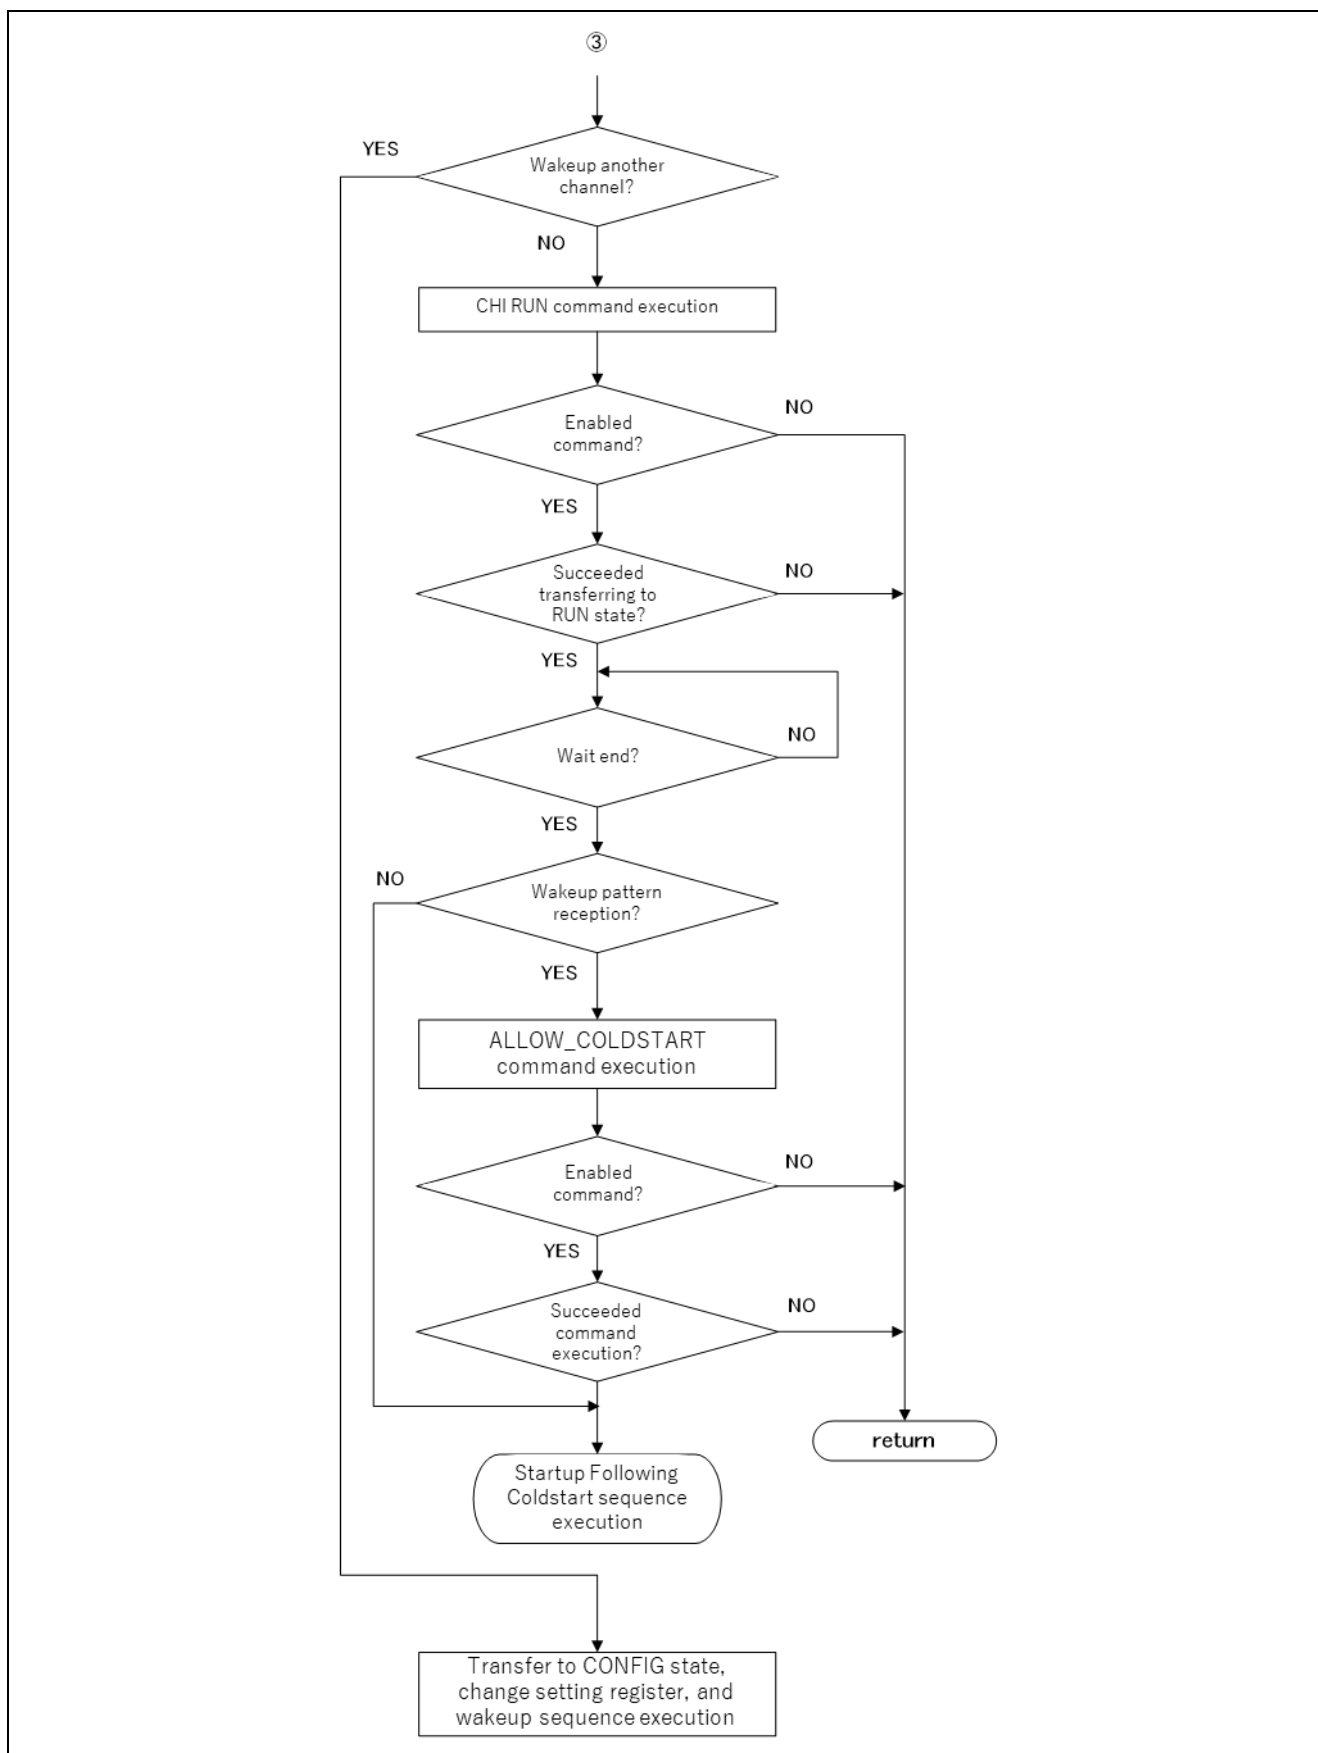 ③
YES
Wakeup another
channel?
NO
CHI RUN command execution
NO
Enabled
command?
YES
NO
Succeeded
transferring to
RUN state?
YES
NO
Wait end?
YES
NO
Wakeup pattern
reception?
YES
ALLOW_COLDSTART
command execution
NO
Enabled
command?
YES
NO
Succeeded
command
execution?
return
Startup Following
Coldstart sequence
execution
Transfer to CONFIG state,
change setting register, and
wakeup sequence execution